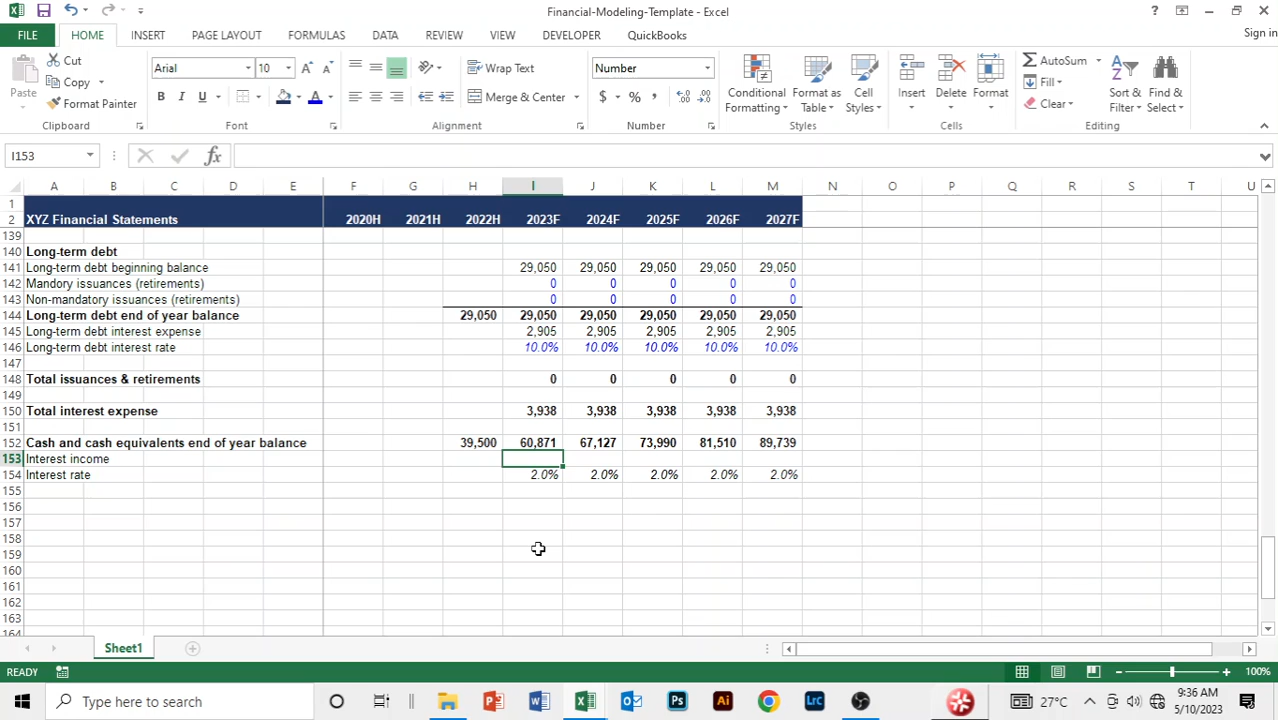 Financial-Modeling-Template - Excel
?
Sign in
FILE HOME INSERT PAGE LAYOUT FORMULAS DATA REVIEW VIEW DEVELOPER QuickBooks
Paste
Cut
Copy
Format Painter
Clipboard
Arial 10
B I U
Font
Wrap Text
Merge & Center
Alignment
Number
$ % ,
Number
Conditional Formatting
Format as Table
Cell Styles
Styles
Insert Delete Format
Cells
AutoSum
Fill
Clear
Sort & Filter
Find & Select
Editing
I153
fx
A B C D E F G H I J K L M N O P Q R S T U
1
2 XYZ Financial Statements 2020H 2021H 2022H 2023F 2024F 2025F 2026F 2027F
139
140 Long-term debt
141 Long-term debt beginning balance 29,050 29,050 29,050 29,050 29,050
142 Mandory issuances (retirements) 0 0 0 0 0
143 Non-mandatory issuances (retirements) 0 0 0 0 0
144 Long-term debt end of year balance 29,050 29,050 29,050 29,050 29,050 29,050
145 Long-term debt interest expense 2,905 2,905 2,905 2,905 2,905
146 Long-term debt interest rate 10.0% 10.0% 10.0% 10.0% 10.0%
147
148 Total issuances & retirements 0 0 0 0 0
149
150 Total interest expense 3,938 3,938 3,938 3,938 3,938
151
152 Cash and cash equivalents end of year balance 39,500 60,871 67,127 73,990 81,510 89,739
153 Interest income
154 Interest rate 2.0% 2.0% 2.0% 2.0% 2.0%
155
156
157
158
159
160
161
162
163
164
Sheet1
READY
100%
Type here to search
27°C
9:36 AM
5/10/2023